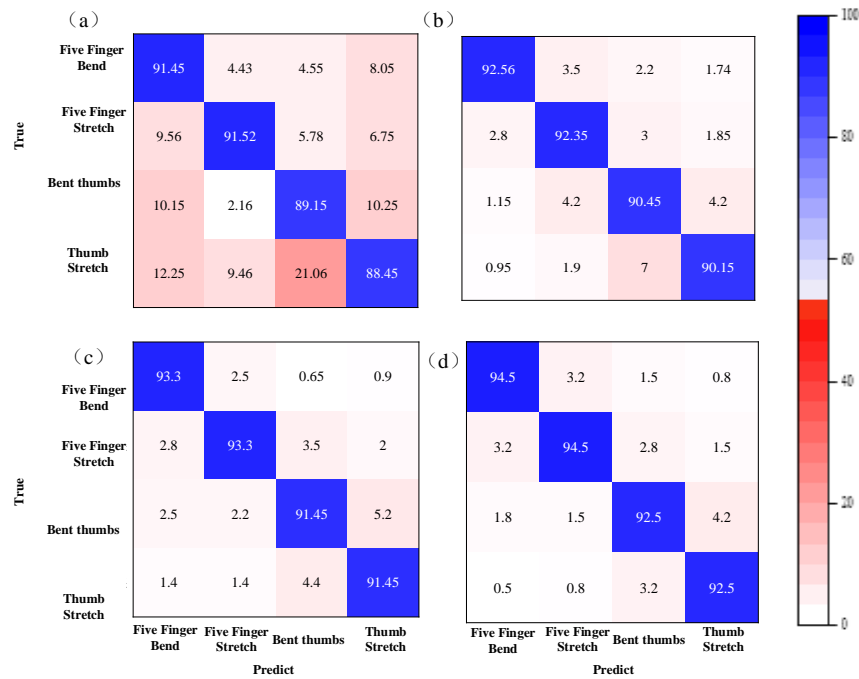 （a)
（b)
Five Finger
Bend
91.45 4.43 4.55 8.05
92.56 3.5 2.2 1.74
Five Finger
Stretch
9.56 91.52 5.78 6.75
2.8 92.35 3 1.85
True
Bent thumbs
10.15 2.16 89.15 10.25
1.15 4.2 90.45 4.2
Thumb
Stretch
12.25 9.46 21.06 88.45
0.95 1.9 7 90.15
（c)
（d)
Five Finger
Bend
93.3 2.5 0.65 0.9
94.5 3.2 1.5 0.8
Five Finger
Stretch
2.8 93.3 3.5 2
3.2 94.5 2.8 1.5
True
Bent thumbs
2.5 2.2 91.45 5.2
1.8 1.5 92.5 4.2
Thumb
Stretch
1.4 1.4 4.4 91.45
0.5 0.8 3.2 92.5
Five Finger
Bend
Five Finger
Stretch
Bent thumbs
Thumb
Stretch
Five Finger
Bend
Five Finger
Stretch
Bent thumbs
Thumb
Stretch
Predict
Predict
100
80
60
40
20
0